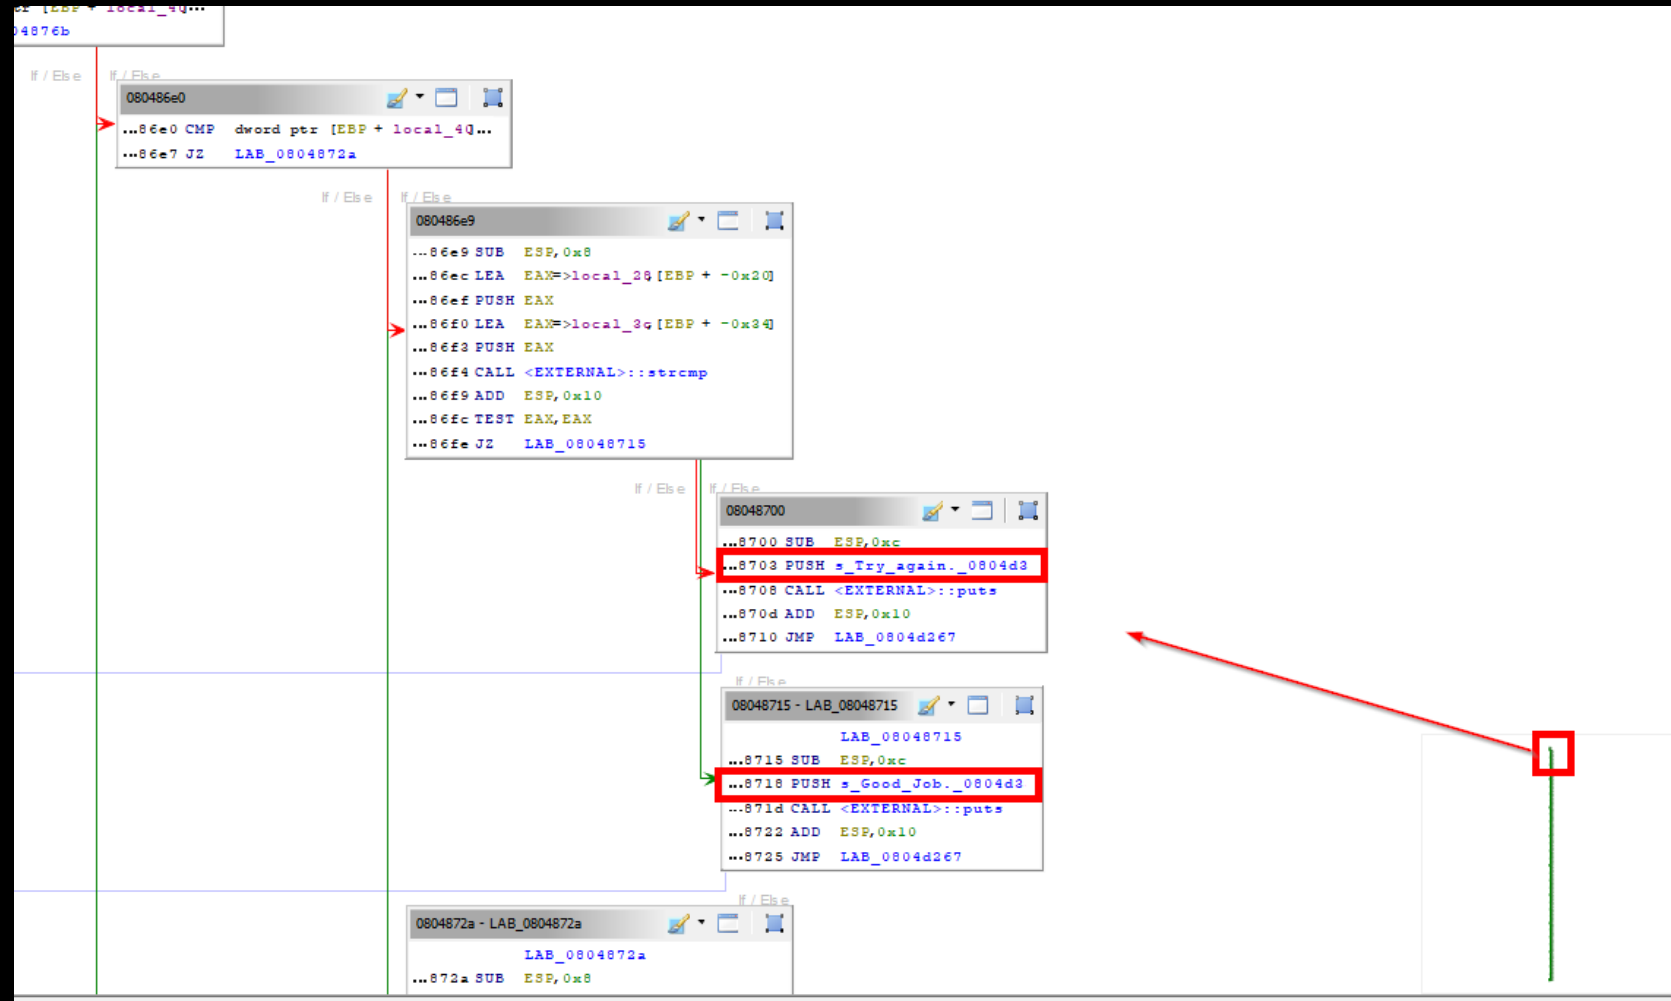 tr [EBP + local_40...
04876b
If / Else If / Else
080486e0
...86e0 CMP dword ptr [EBP + local_40...
...86e7 JZ LAB_0804872a
If / Else If / Else
080486e9
...86e9 SUB ESP,0x8
...86ec LEA EAX=>local_28,[EBP + -0x20]
...86ef PUSH EAX
...86f0 LEA EAX=>local_3c,[EBP + -0x34]
...86f3 PUSH EAX
...86f4 CALL <EXTERNAL>::strcmp
...86f9 ADD ESP,0x10
...86fc TEST EAX,EAX
...86fe JZ LAB_08048715
If / Else If / Else
08048700
...8700 SUB ESP,0xc
...8703 PUSH s_Try_again._0804d3
...8708 CALL <EXTERNAL>::puts
...870d ADD ESP,0x10
...8710 JMP LAB_0804d267
If / Else
08048715 - LAB_08048715
LAB_08048715
...8715 SUB ESP,0xc
...8718 PUSH s_Good_Job._0804d3
...871d CALL <EXTERNAL>::puts
...8722 ADD ESP,0x10
...8725 JMP LAB_0804d267
If / Else
0804872a - LAB_0804872a
LAB_0804872a
...872a SUB ESP,0x8